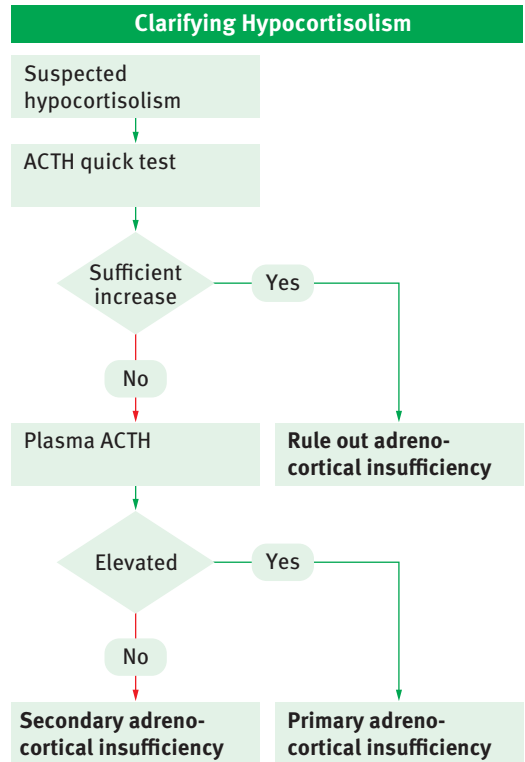 Clarifying Hypocortisolism
Suspected
hypocortisolism
ACTH quick test
Sufficient
increase
Yes
No
Plasma ACTH
Rule out adreno-
cortical insufficiency
Elevated
Yes
No
Secondary adreno-
cortical insufficiency
Primary adreno-
cortical insufficiency